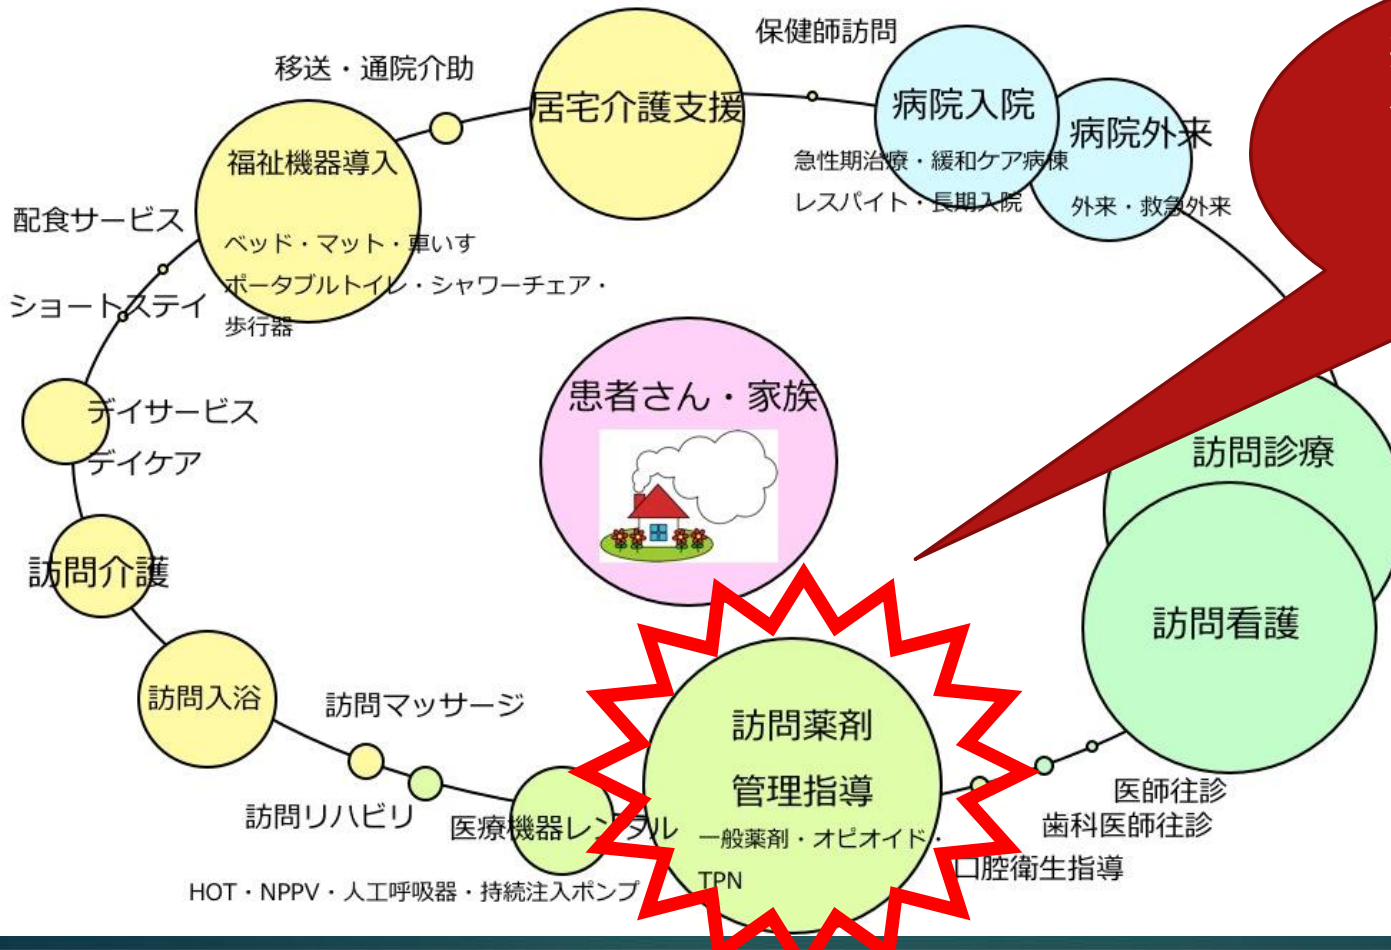 保健師訪問
移送・通院介助
居宅介護支援
病院入院
病院外来
急性期治療・緩和ケア病棟
レスパイト・長期入院
外来・救急外来
福祉機器導入
ベッド・マット・車いす
ポータブルトイレ・シャワーチェア・
歩行器
配食サービス
ショートステイ
デイサービス
デイケア
患者さん・家族
訪問診療
訪問看護
訪問介護
訪問入浴
訪問マッサージ
訪問リハビリ
医療機器レンタル
HOT・NPPV・人工呼吸器・持続注入ポンプ
訪問薬剤
管理指導
一般薬剤・オピオイド・
TPN
医師往診
歯科医師往診
口腔衛生指導